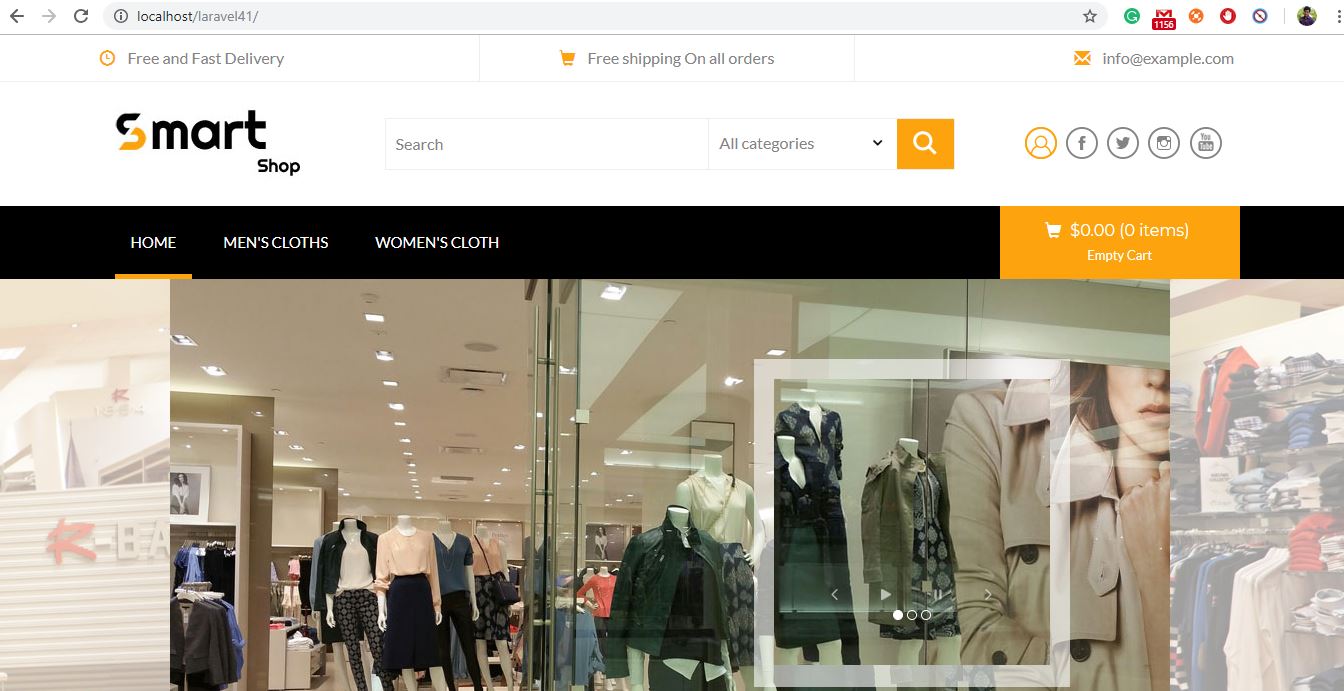 localhost/laravel41/
1156
Free and Fast Delivery
Free shipping On all orders
info@example.com
Smart
Shop
Search
All categories
You
Tube
HOME
MEN'S CLOTHS
WOMEN'S CLOTH
$0.00 (0 items)
Empty Cart